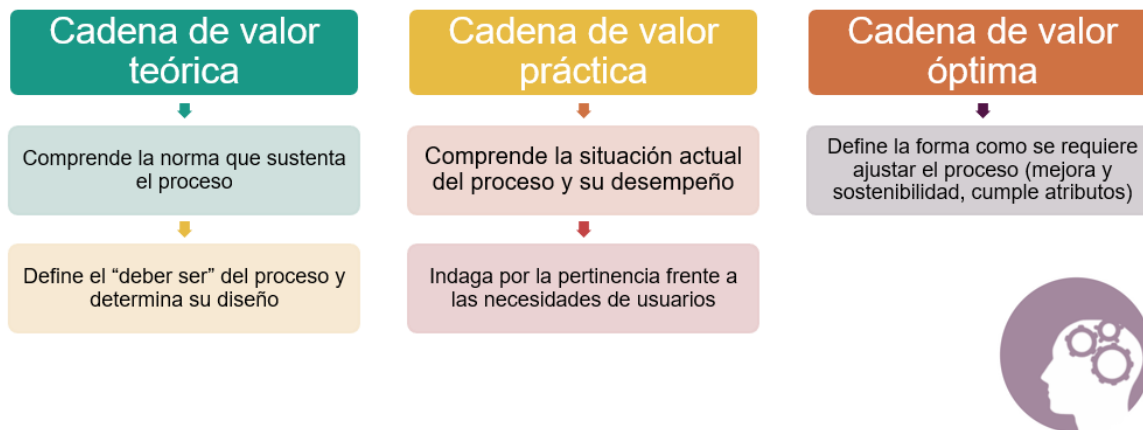 Cadena de valor
teórica
Comprende la norma que sustenta
el proceso
Define el “deber ser” del proceso y
determina su diseño
Cadena de valor
práctica
Comprende la situación actual
del proceso y su desempeño
Indaga por la pertinencia frente a
las necesidades de usuarios
Cadena de valor
óptima
Define la forma como se requiere
ajustar el proceso (mejora y
sostenibilidad, cumple atributos)